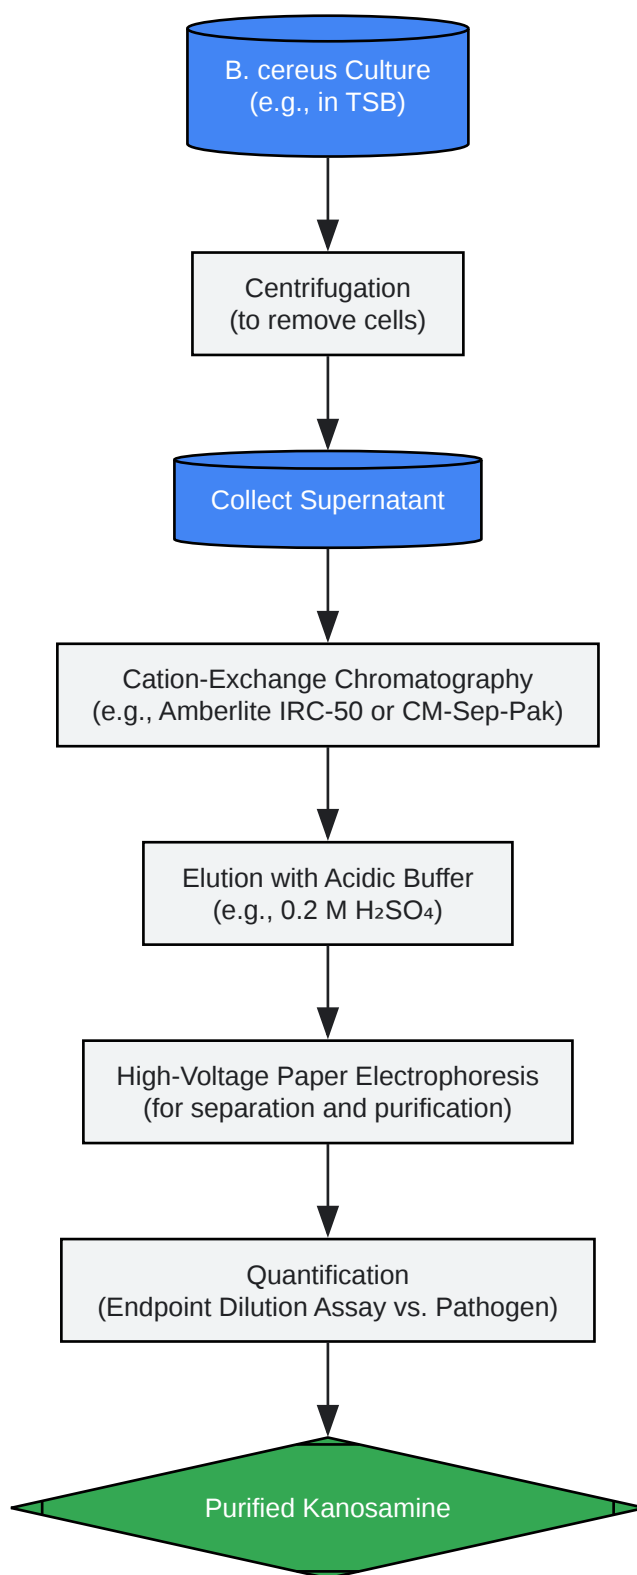 B. cereus Culture
(e.g., in TSB)
Centrifugation
(to remove cells)
Collect Supernatant
Cation-Exchange Chromatography
(e.g., Amberlite IRC-50 or CM-Sep-Pak)
Elution with Acidic Buffer
(e.g., 0.2 M H₂SO₄)
High-Voltage Paper Electrophoresis
(for separation and purification)
Quantification
(Endpoint Dilution Assay vs. Pathogen)
Purified Kanosamine